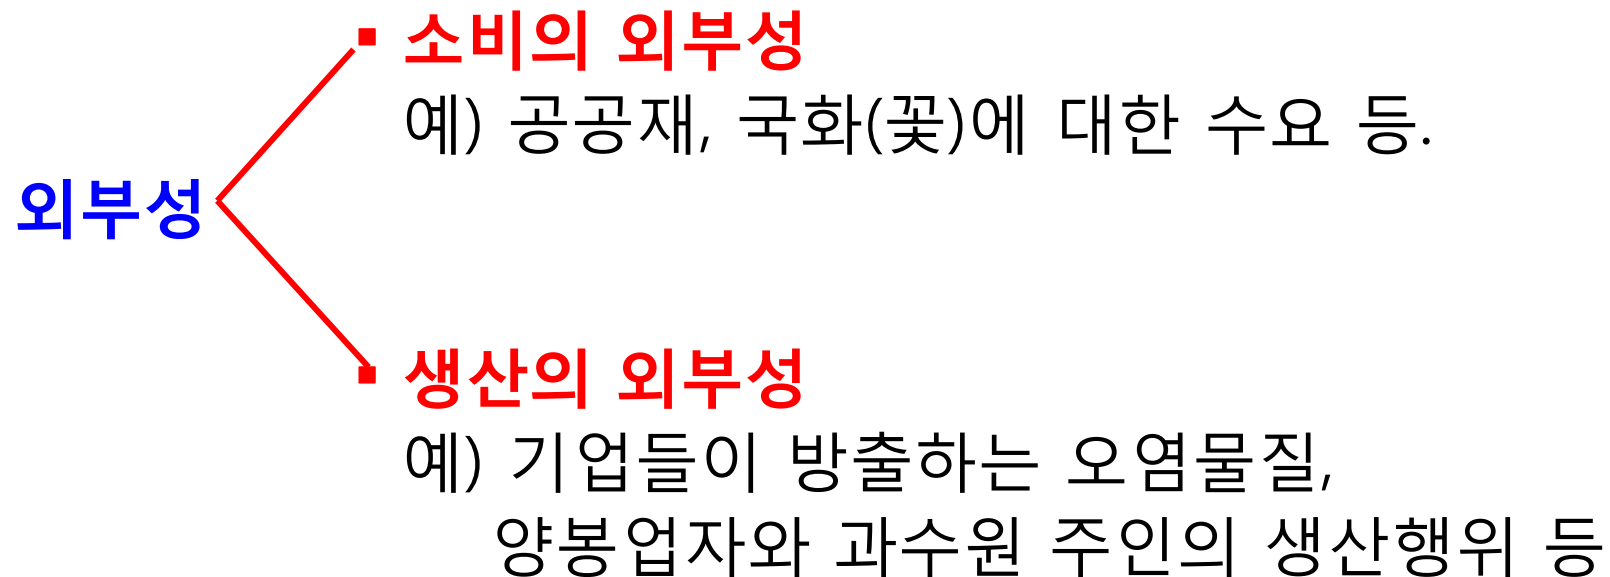 ▪ 소비의 외부성
예) 공공재, 국화(꽃)에 대한 수요 등.
외부성
▪ 생산의 외부성
예) 기업들이 방출하는 오염물질,
양봉업자와 과수원 주인의 생산행위 등